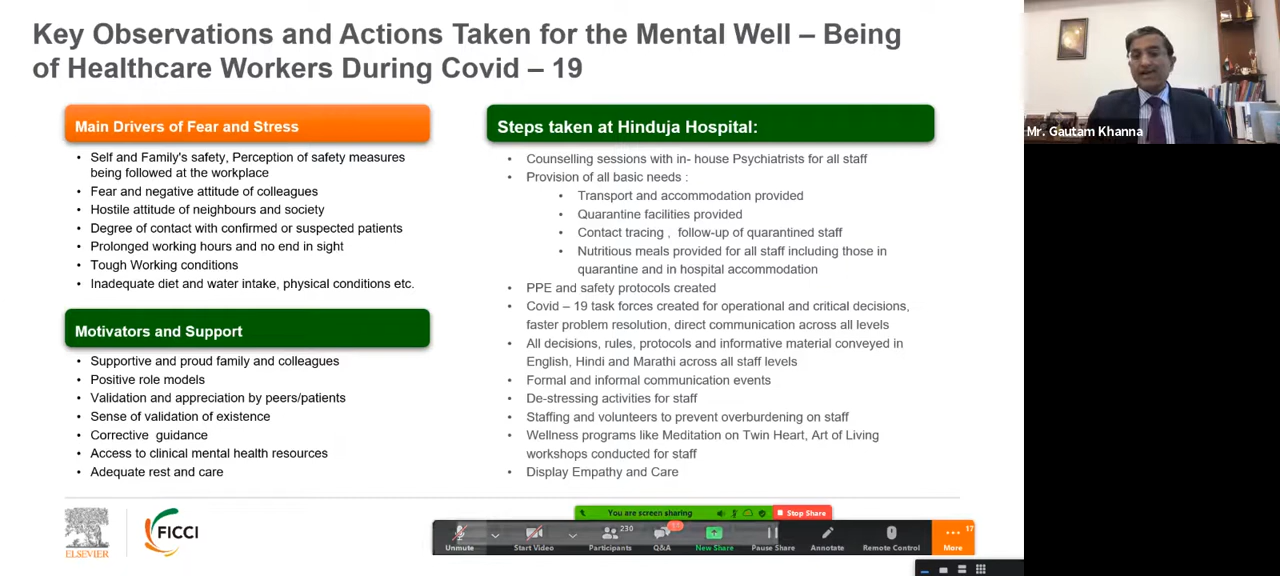 Key Observations and Actions Taken for the Mental Well – Being
of Healthcare Workers During Covid – 19
Main Drivers of Fear and Stress
• Self and Family's safety, Perception of safety measures
being followed at the workplace
• Fear and negative attitude of colleagues
• Hostile attitude of neighbours and society
• Degree of contact with confirmed or suspected patients
• Prolonged working hours and no end in sight
• Tough Working conditions
• Inadequate diet and water intake, physical conditions etc.
Motivators and Support
• Supportive and proud family and colleagues
• Positive role models
• Validation and appreciation by peers/patients
• Sense of validation of existence
• Corrective guidance
• Access to clinical mental health resources
• Adequate rest and care
Steps taken at Hinduja Hospital:
• Counselling sessions with in- house Psychiatrists for all staff
• Provision of all basic needs :
• Transport and accommodation provided
• Quarantine facilities provided
• Contact tracing , follow-up of quarantined staff
• Nutritious meals provided for all staff including those in
quarantine and in hospital accommodation
• PPE and safety protocols created
• Covid – 19 task forces created for operational and critical decisions,
faster problem resolution, direct communication across all levels
• All decisions, rules, protocols and informative material conveyed in
English, Hindi and Marathi across all staff levels
• Formal and informal communication events
• De-stressing activities for staff
• Staffing and volunteers to prevent overburdening on staff
• Wellness programs like Meditation on Twin Heart, Art of Living
workshops conducted for staff
• Display Empathy and Care
Mr. Gautam Khanna
ELSEVIER
FICCI
You are screen sharing
Stop Share
230
17
Unmute
Start Video
Participants
Q&A
New Share
Pause Share
Annotate
Remote Control
More